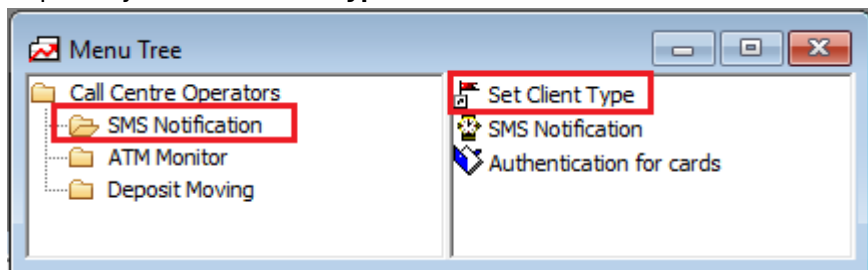 Menu Tree
Call Centre Operators
SMS Notification
ATM Monitor
Deposit Moving
Set Client Type
SMS Notification
Authentication for cards